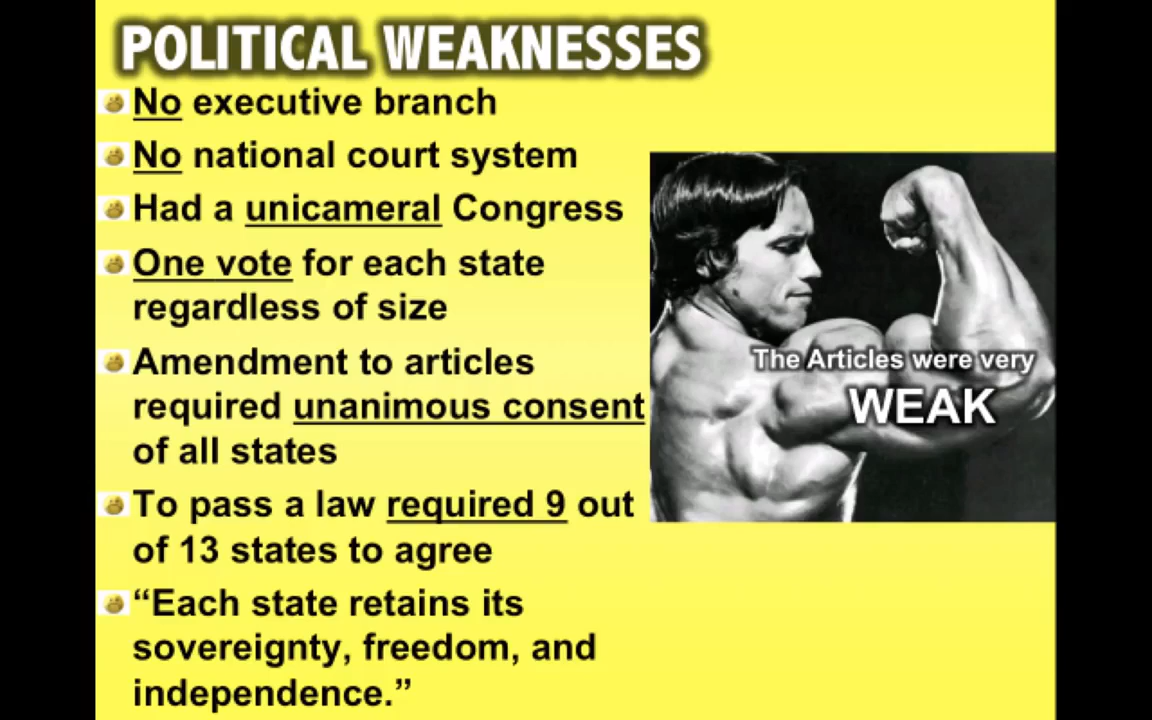 POLITICAL WEAKNESSES
No executive branch
No national court system
Had a unicameral Congress
One vote for each state
regardless of size
Amendment to articles
required unanimous consent
of all states
To pass a law required 9 out
of 13 states to agree
“Each state retains its
sovereignty, freedom, and
independence.”
The Articles were very
WEAK